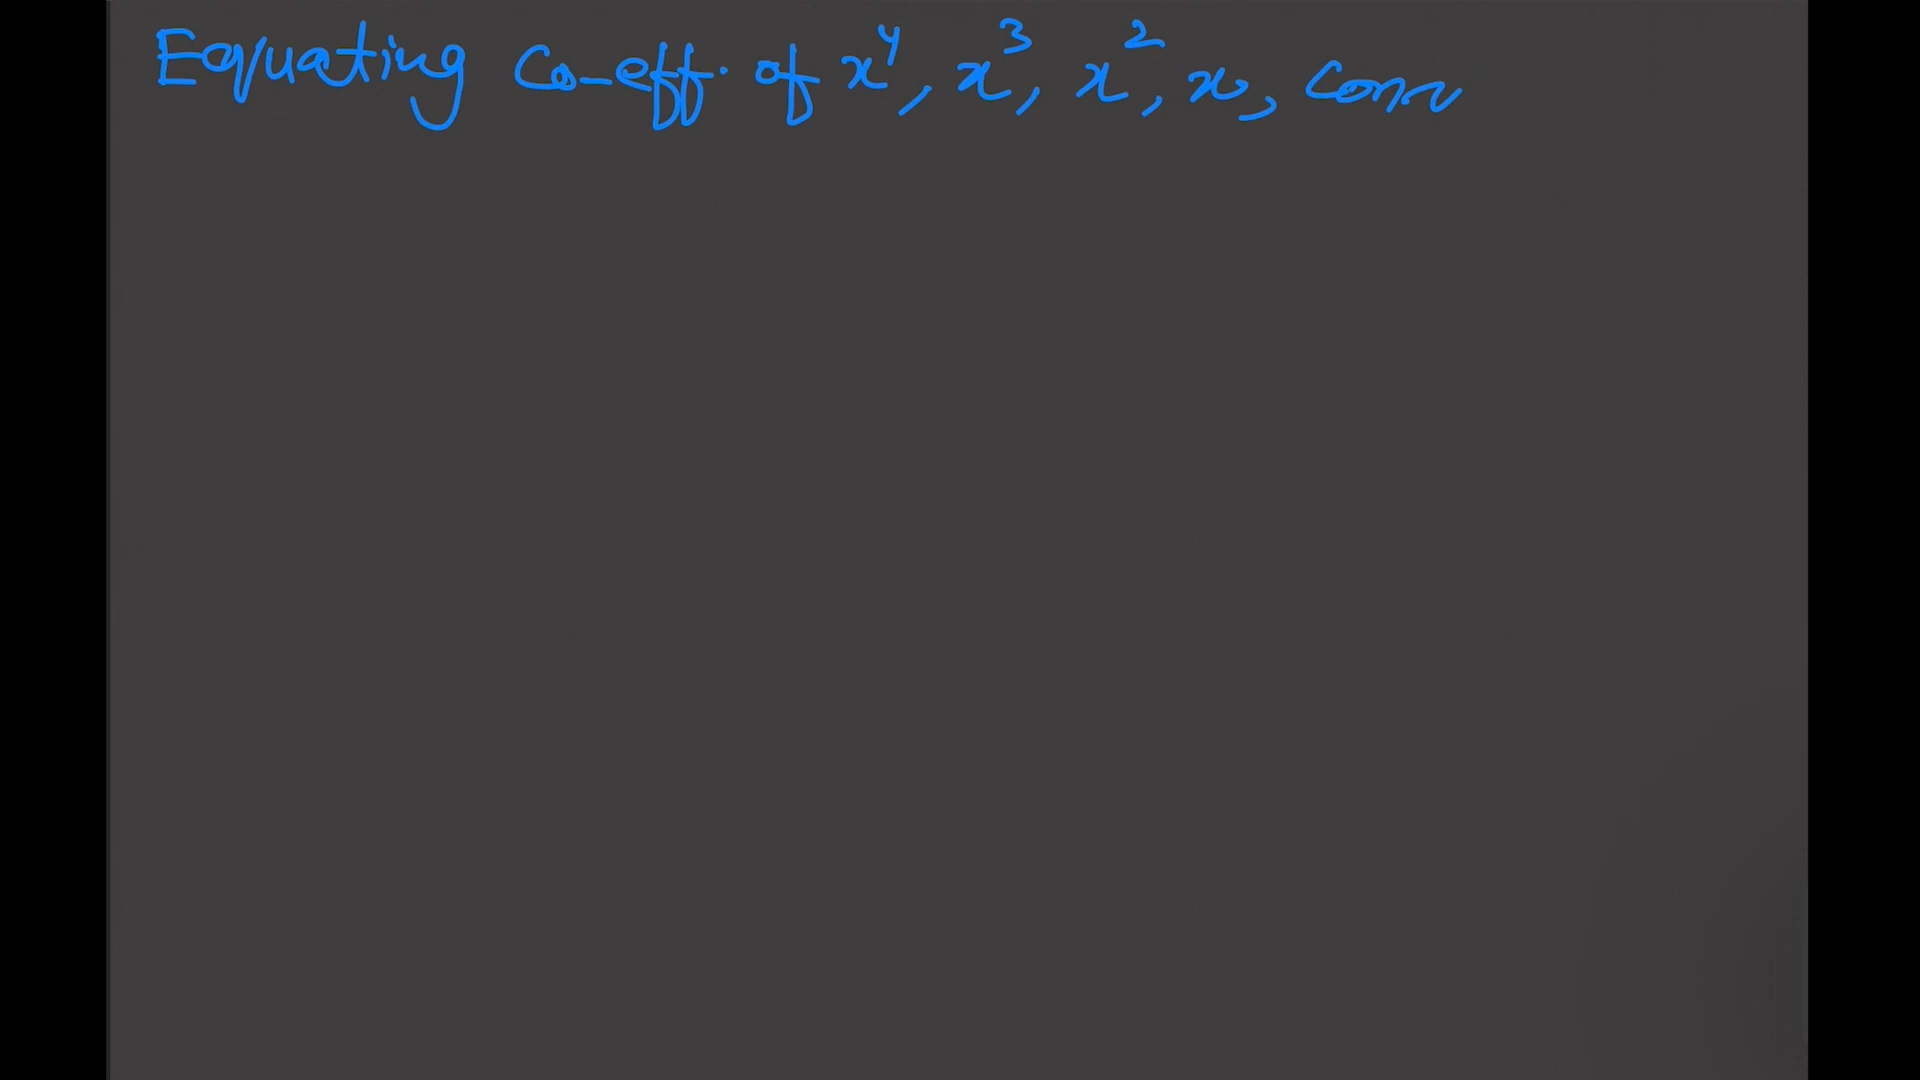 Equating Co-eff. of x⁴, x³, x², x, con